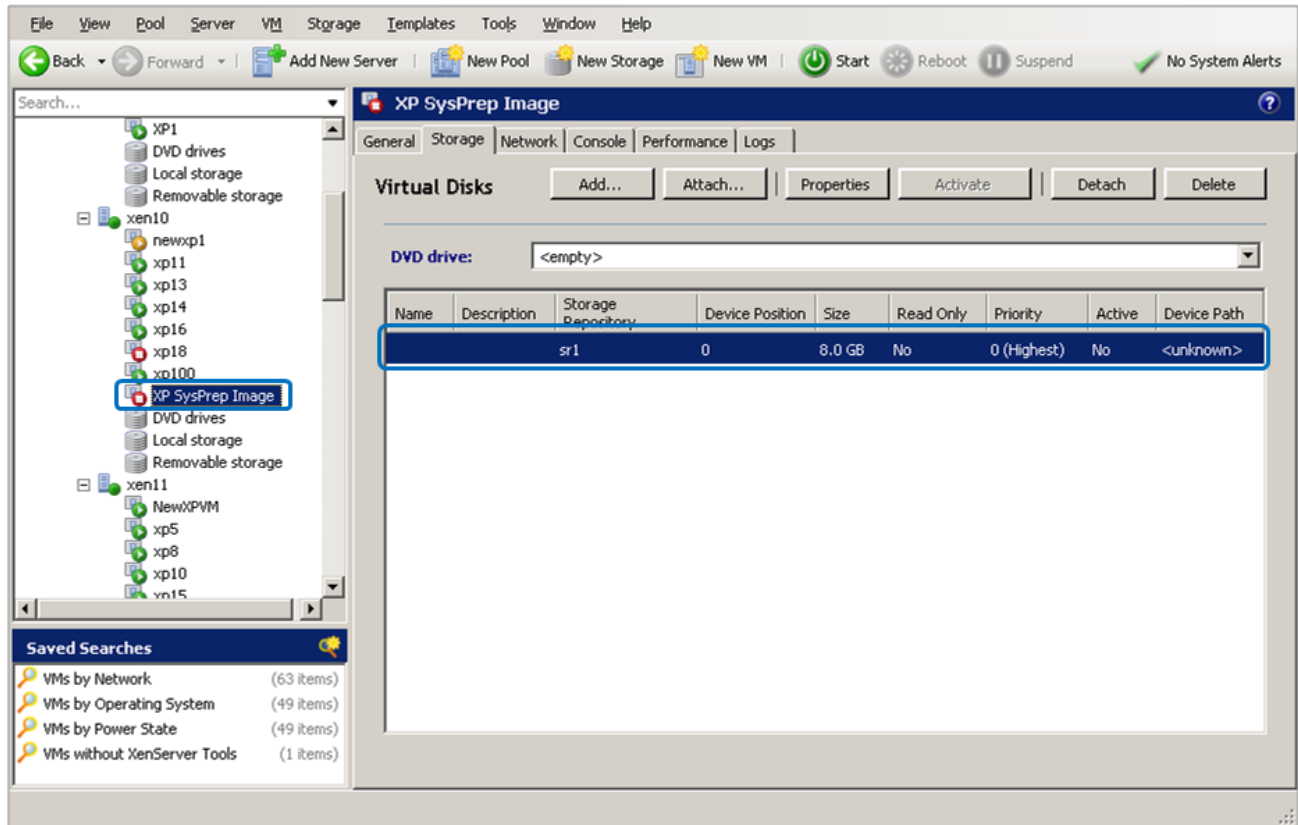 File View Pool Server VM Storage Templates Tools Window Help
Back Forward Add New Server New Pool New Storage New VM Start Reboot Suspend No System Alerts
Search...
XP1
DVD drives
Local storage
Removable storage
xen10
newxp1
xp11
xp13
xp14
xp16
xp18
xp100
XP SysPrep Image
DVD drives
Local storage
Removable storage
xen11
NewXPVM
xp5
xp8
xp10
xp15
Saved Searches
VMs by Network (63 items)
VMs by Operating System (49 items)
VMs by Power State (49 items)
VMs without XenServer Tools (1 items)
XP SysPrep Image
General Storage Network Console Performance Logs
Virtual Disks Add... Attach... Properties Activate Detach Delete
DVD drive: <empty>
Name Description Storage Repository Device Position Size Read Only Priority Active Device Path
sr1 0 8.0 GB No 0 (Highest) No <unknown>